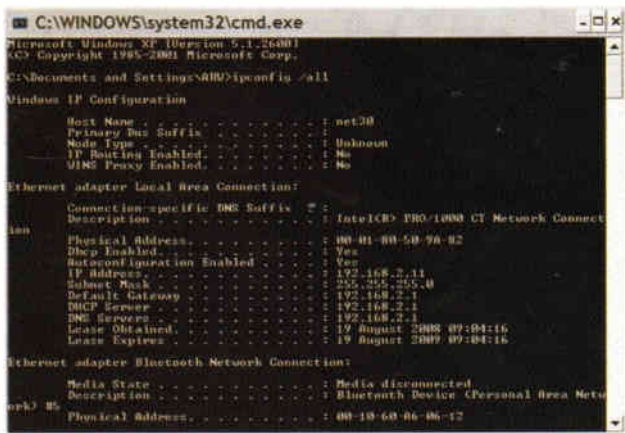 C:\WINDOWS\system32\cmd.exe
Microsoft Windows XP [Version 5.1.2600]
(C) Copyright 1985-2001 Microsoft Corp.
C:\Documents and Settings\AHW>ipconfig /all
Windows IP Configuration
Host Name . . . . . . . . . . . . : net30
Primary Dns Suffix . . . . . . . :
Node Type . . . . . . . . . . . . : Unknown
IP Routing Enabled. . . . . . . . : No
WINS Proxy Enabled. . . . . . . . : No
Ethernet adapter Local Area Connection:
Connection-specific DNS Suffix . :
Description . . . . . . . . . . . : Intel(R) PRO/1000 CT Network Connect
ion
Physical Address. . . . . . . . . : 00-01-80-50-9A-82
Dhcp Enabled. . . . . . . . . . . : Yes
Autoconfiguration Enabled . . . . : Yes
IP Address. . . . . . . . . . . . : 192.168.2.11
Subnet Mask . . . . . . . . . . . : 255.255.255.0
Default Gateway . . . . . . . . . : 192.168.2.1
DHCP Server . . . . . . . . . . . : 192.168.2.1
DNS Servers . . . . . . . . . . . : 192.168.2.1
Lease Obtained. . . . . . . . . . : 19 August 2008 09:04:16
Lease Expires . . . . . . . . . . : 19 August 2009 09:04:16
Ethernet adapter Bluetooth Network Connection:
Media State . . . . . . . . . . . : Media disconnected
Description . . . . . . . . . . . : Bluetooth Device (Personal Area Netw
ork) #5
Physical Address. . . . . . . . . : 00-10-60-A6-06-12